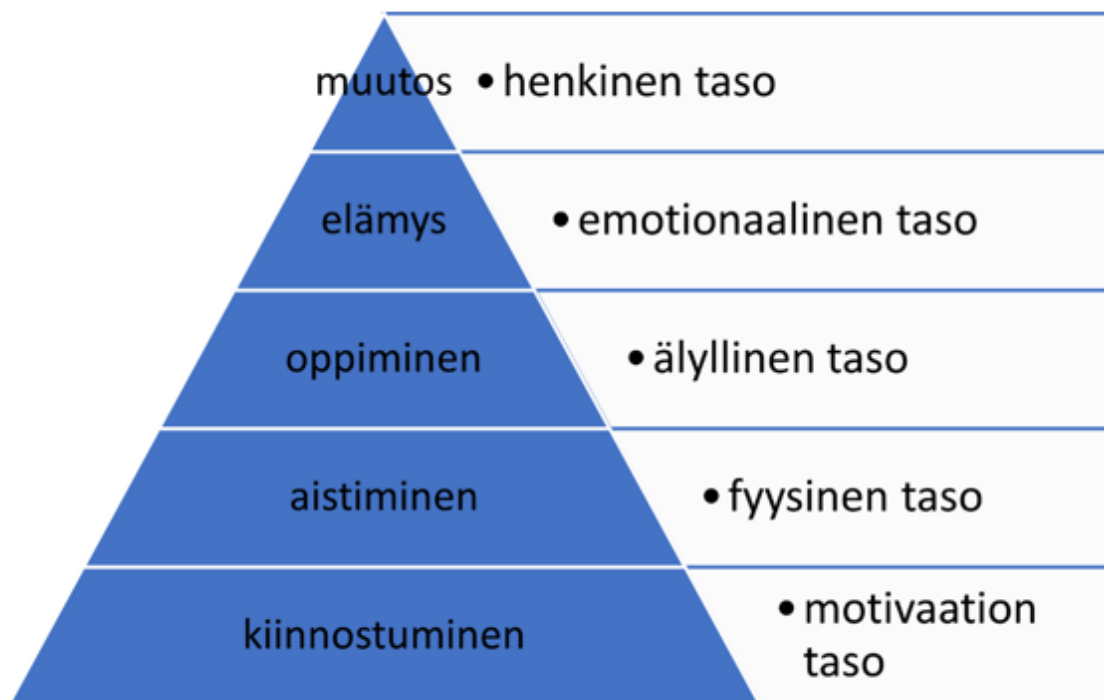 muutos • henkinen taso
elämys • emotionaalinen taso
oppiminen • älyllinen taso
aistiminen • fyysinen taso
kiinnostuminen • motivaation
taso